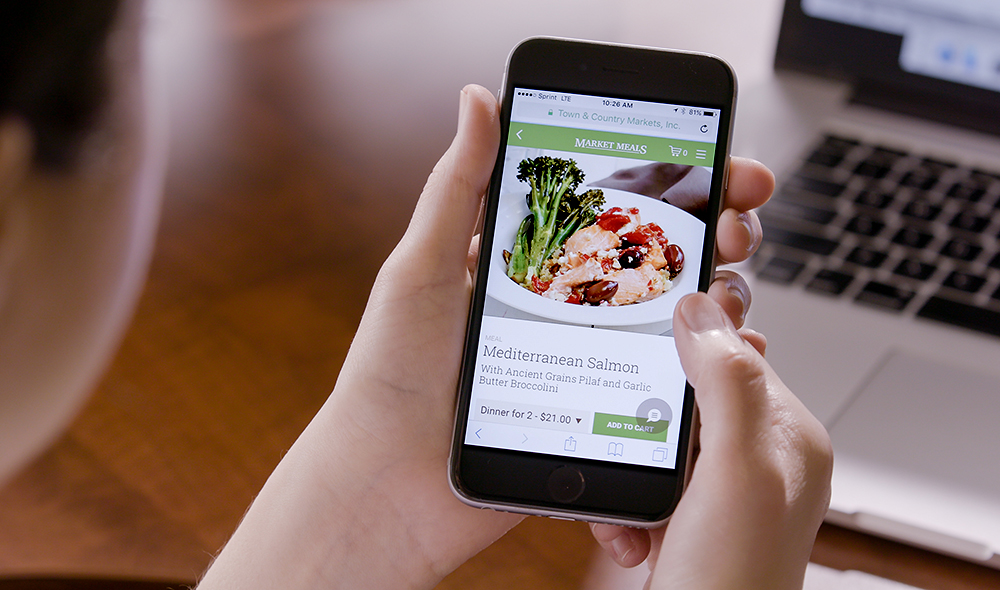 Sprint LTE
10:26 AM
81%
Town & Country Markets, Inc.
MARKET MEALS
0
MEAL
Mediterranean Salmon
With Ancient Grains Pilaf and Garlic
Butter Broccolini
Dinner for 2 - $21.00
ADD TO CART